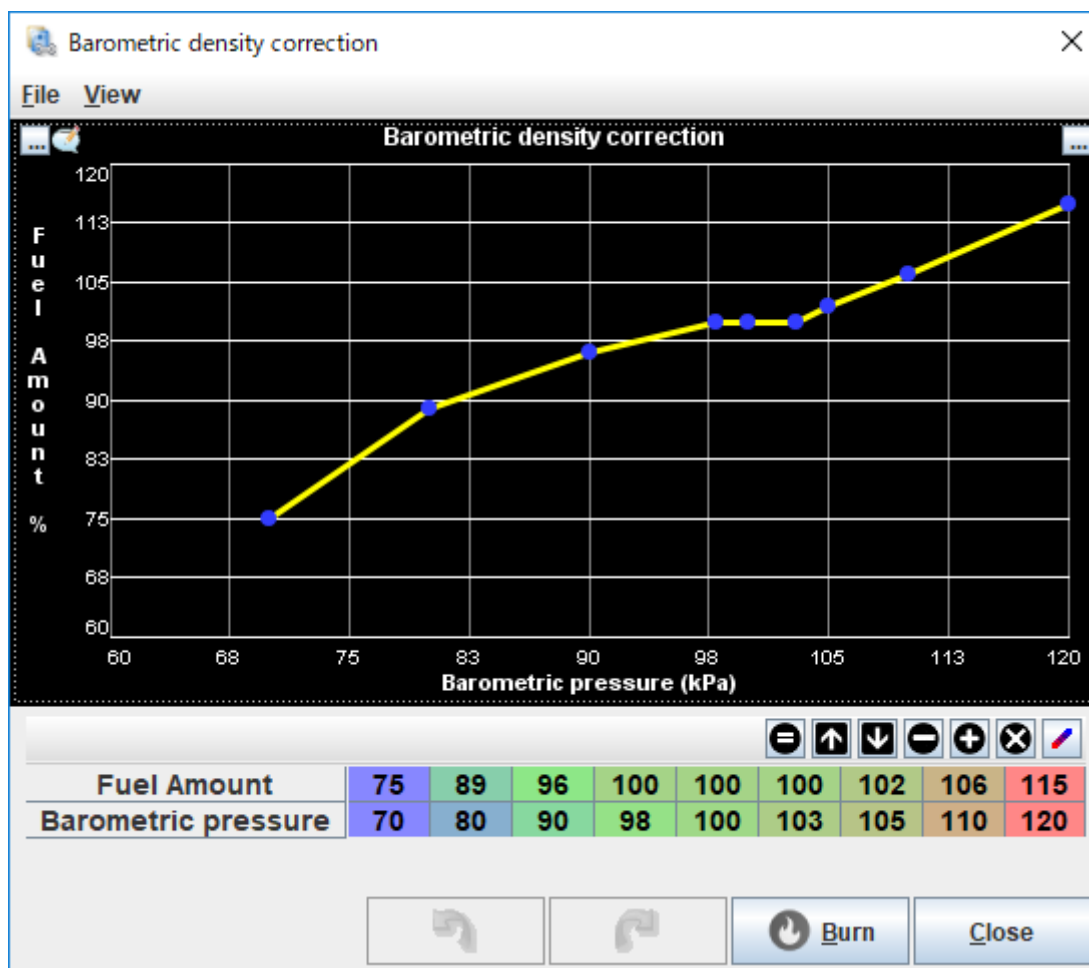 Barometric density correction
File View
... Barometric density correction ...
Fuel Amount %
120
113
105
98
90
83
75
68
60
60 68 75 83 90 98 105 113 120
Barometric pressure (kPa)
Fuel Amount 75 89 96 100 100 100 102 106 115
Barometric pressure 70 80 90 98 100 103 105 110 120
Burn Close